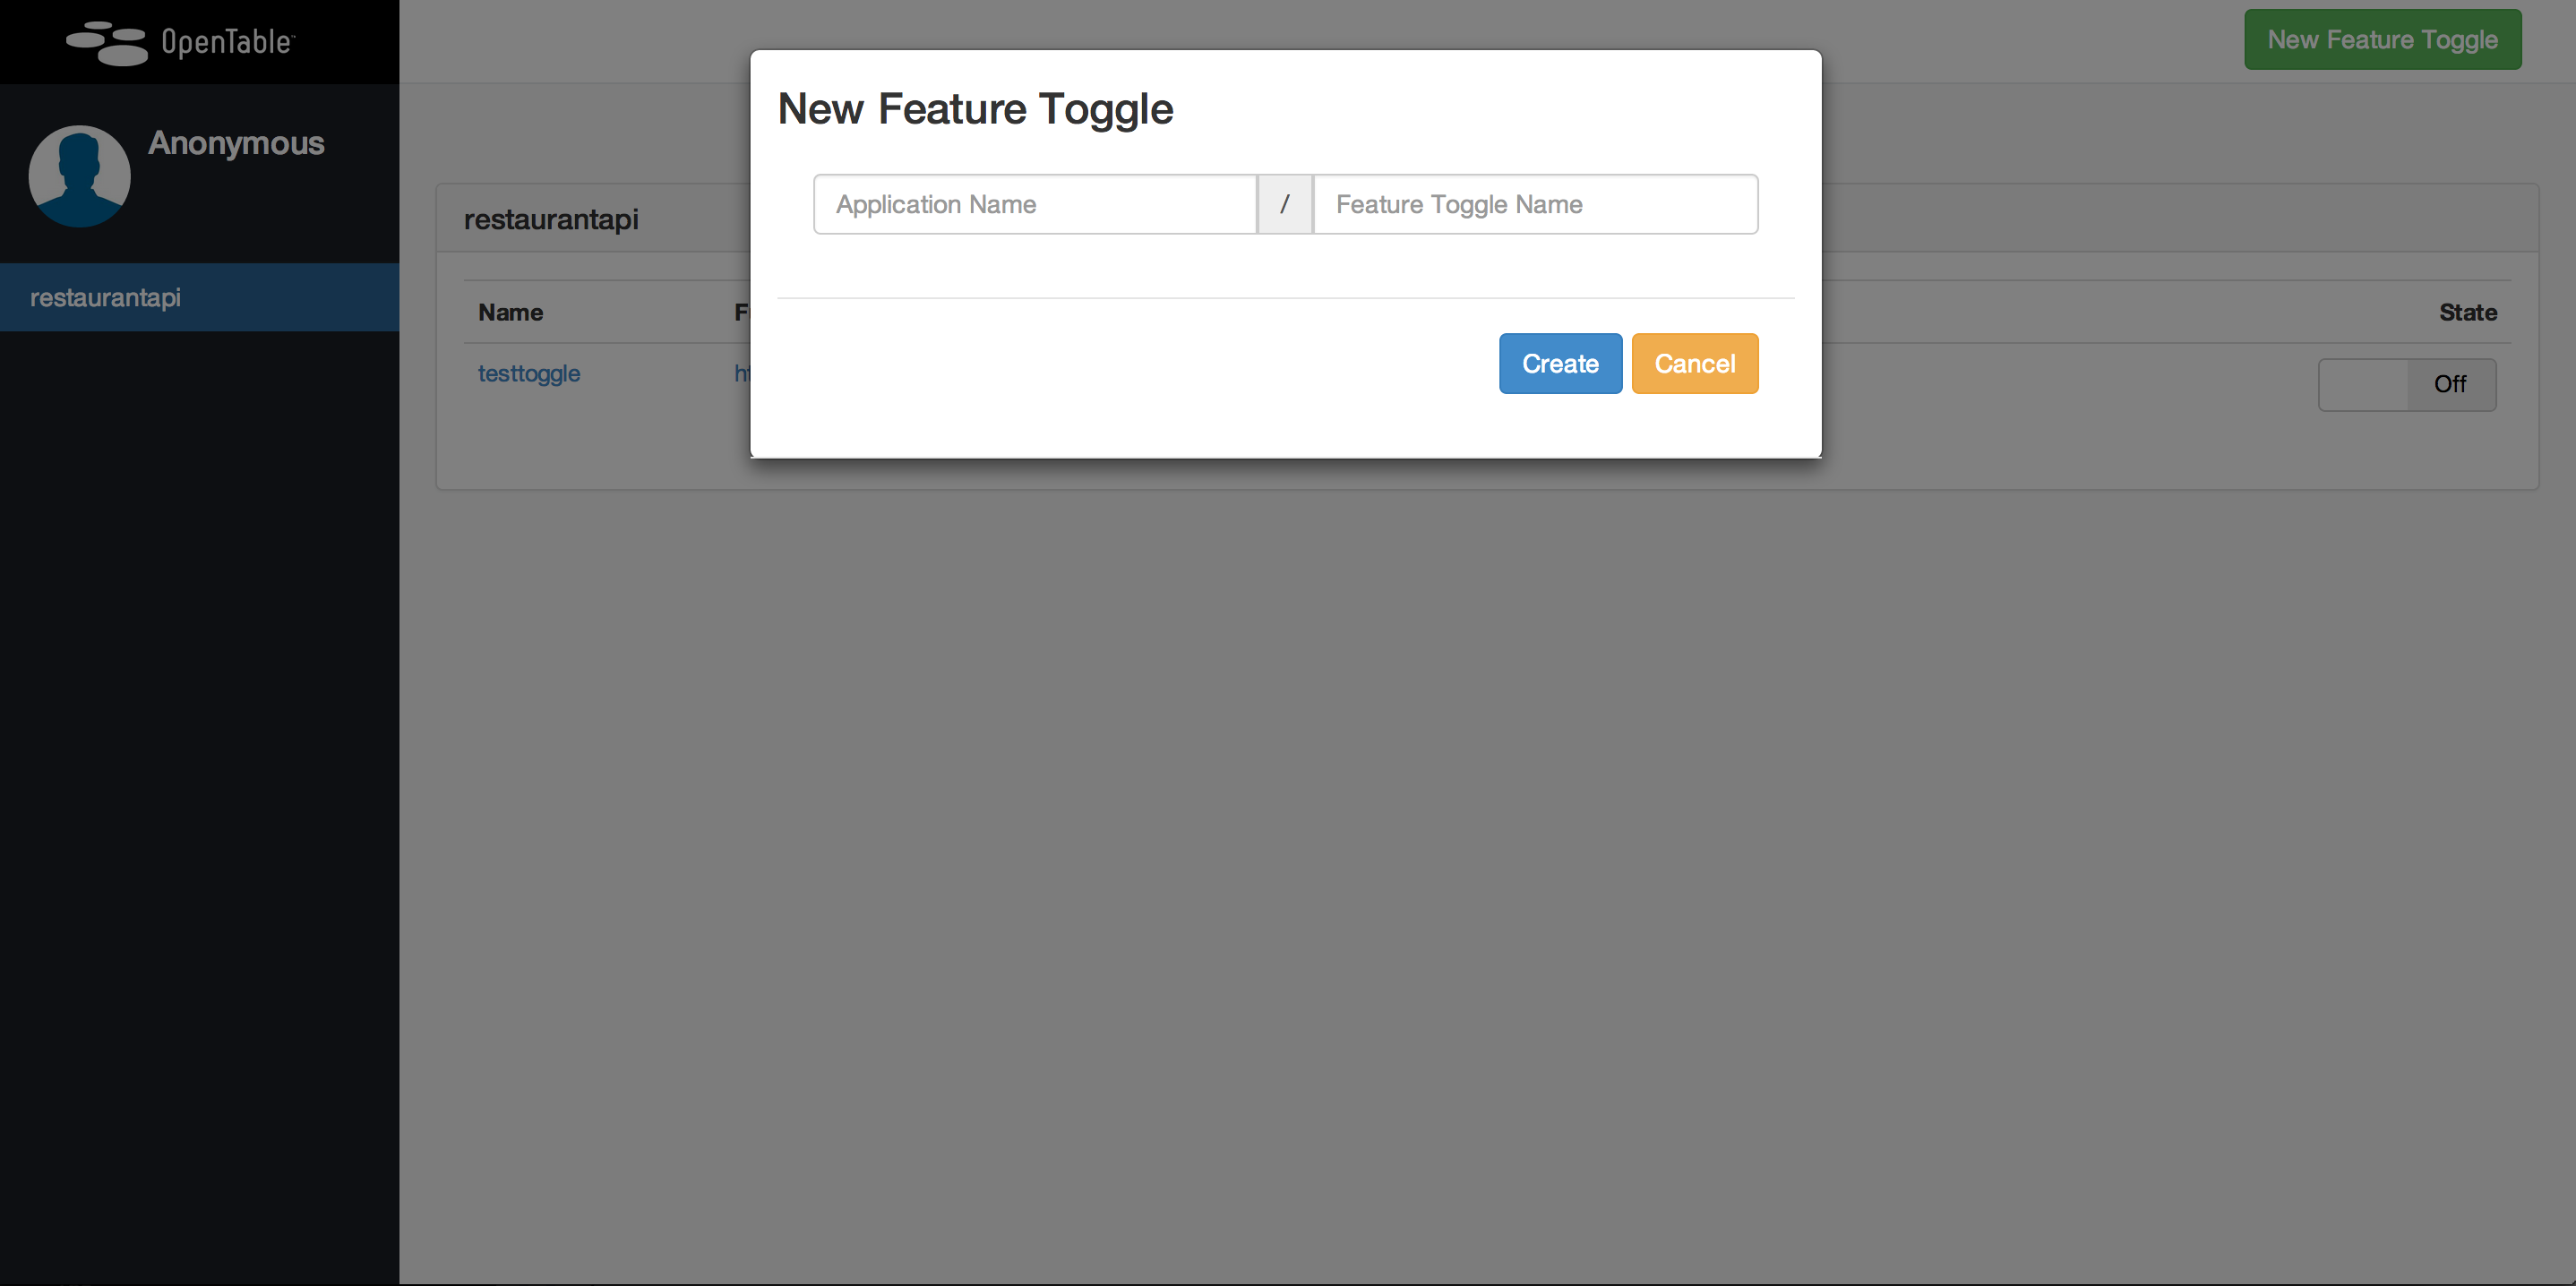 OpenTable
New Feature Toggle
New Feature Toggle
Anonymous
Application Name / Feature Toggle Name
restaurantapi
restaurantapi
Name State
testtoggle Off
Create Cancel